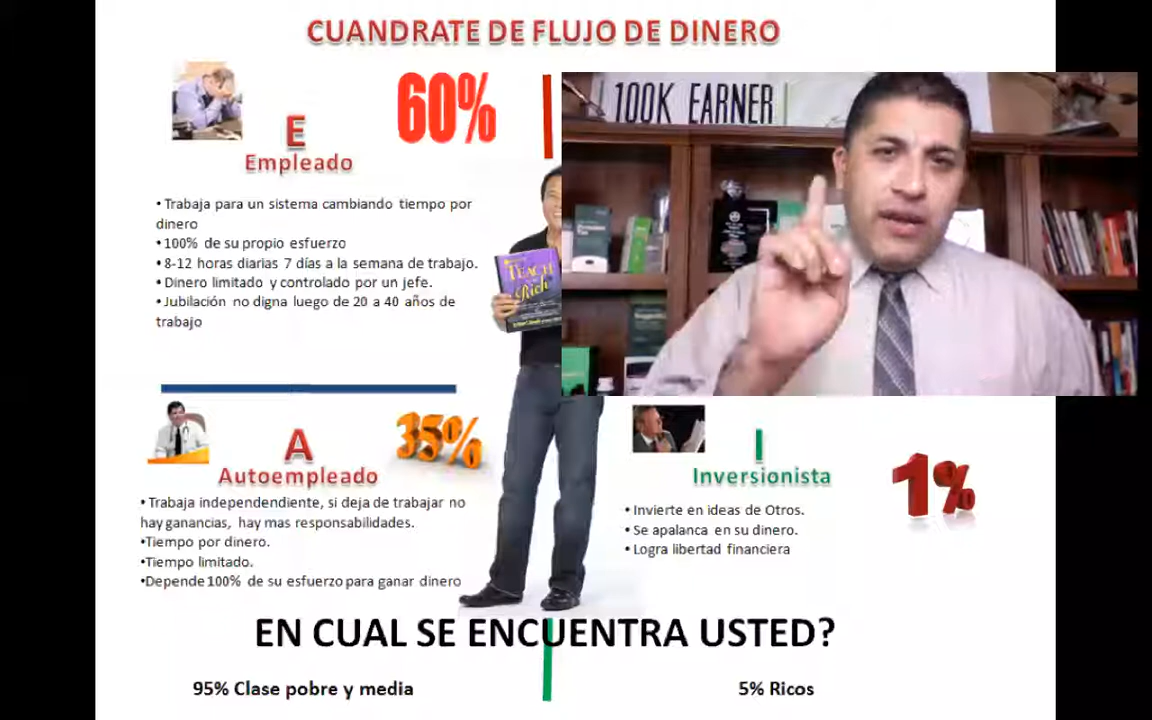 CUANDRATE DE FLUJO DE DINERO
60%
E
Empleado
• Trabaja para un sistema cambiando tiempo por
dinero
• 100% de su propio esfuerzo
• 8-12 horas diarias 7 días a la semana de trabajo.
• Dinero limitado y controlado por un jefe.
• Jubilación no digna luego de 20 a 40 años de
trabajo
100K EARNER
TEACH
Rich
35%
A
Autoempleado
• Trabaja independendiente, si deja de trabajar no
hay ganancias, hay mas responsabilidades.
•Tiempo por dinero.
•Tiempo limitado.
•Depende100% de su esfuerzo para ganar dinero
I
Inversionista
1%
• Invierte en ideas de Otros.
• Se apalanca en su dinero.
• Logra libertad financiera
EN CUAL SE ENCUENTRA USTED?
95% Clase pobre y media
5% Ricos